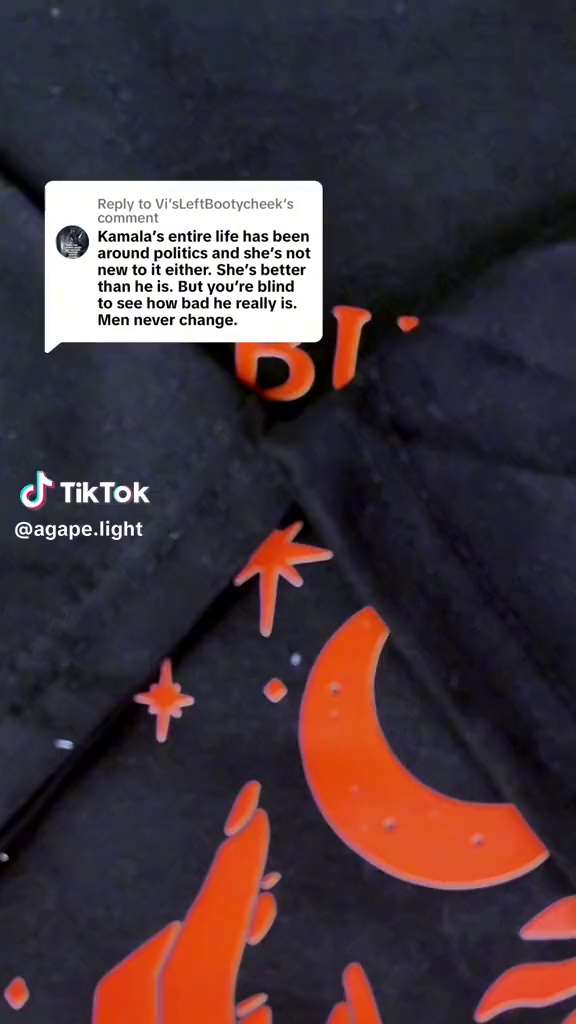 Reply to Vi'sLeftBootycheek's
comment
Kamala's entire life has been
around politics and she's not
new to it either. She's better
than he is. But you're blind
to see how bad he really is.
Men never change.
TikTok
@agape.light